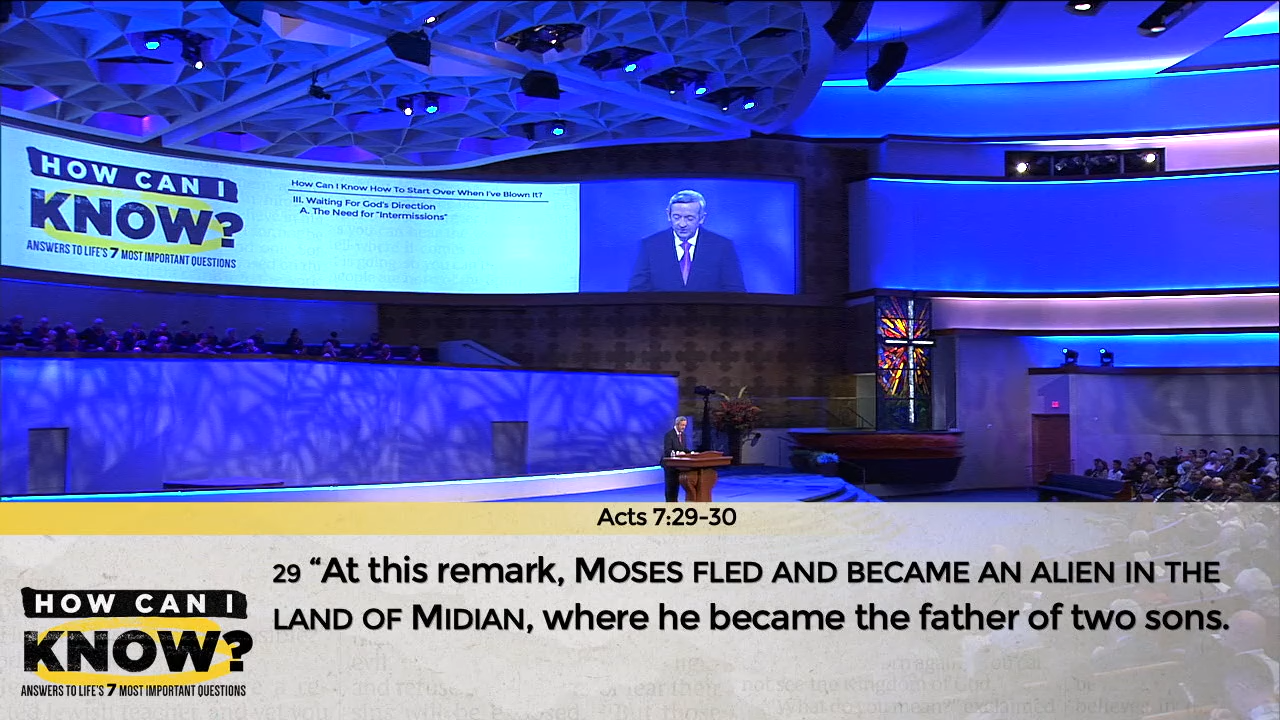 HOW CAN I
KNOW?
ANSWERS TO LIFE'S 7 MOST IMPORTANT QUESTIONS
How Can I Know How To Start Over When I've Blown It?
III. Waiting For God's Direction
A. The Need for "Intermissions"
Acts 7:29-30
29 “At this remark, MOSES FLED AND BECAME AN ALIEN IN THE
LAND OF MIDIAN, where he became the father of two sons.
HOW CAN I
KNOW?
ANSWERS TO LIFE'S 7 MOST IMPORTANT QUESTIONS